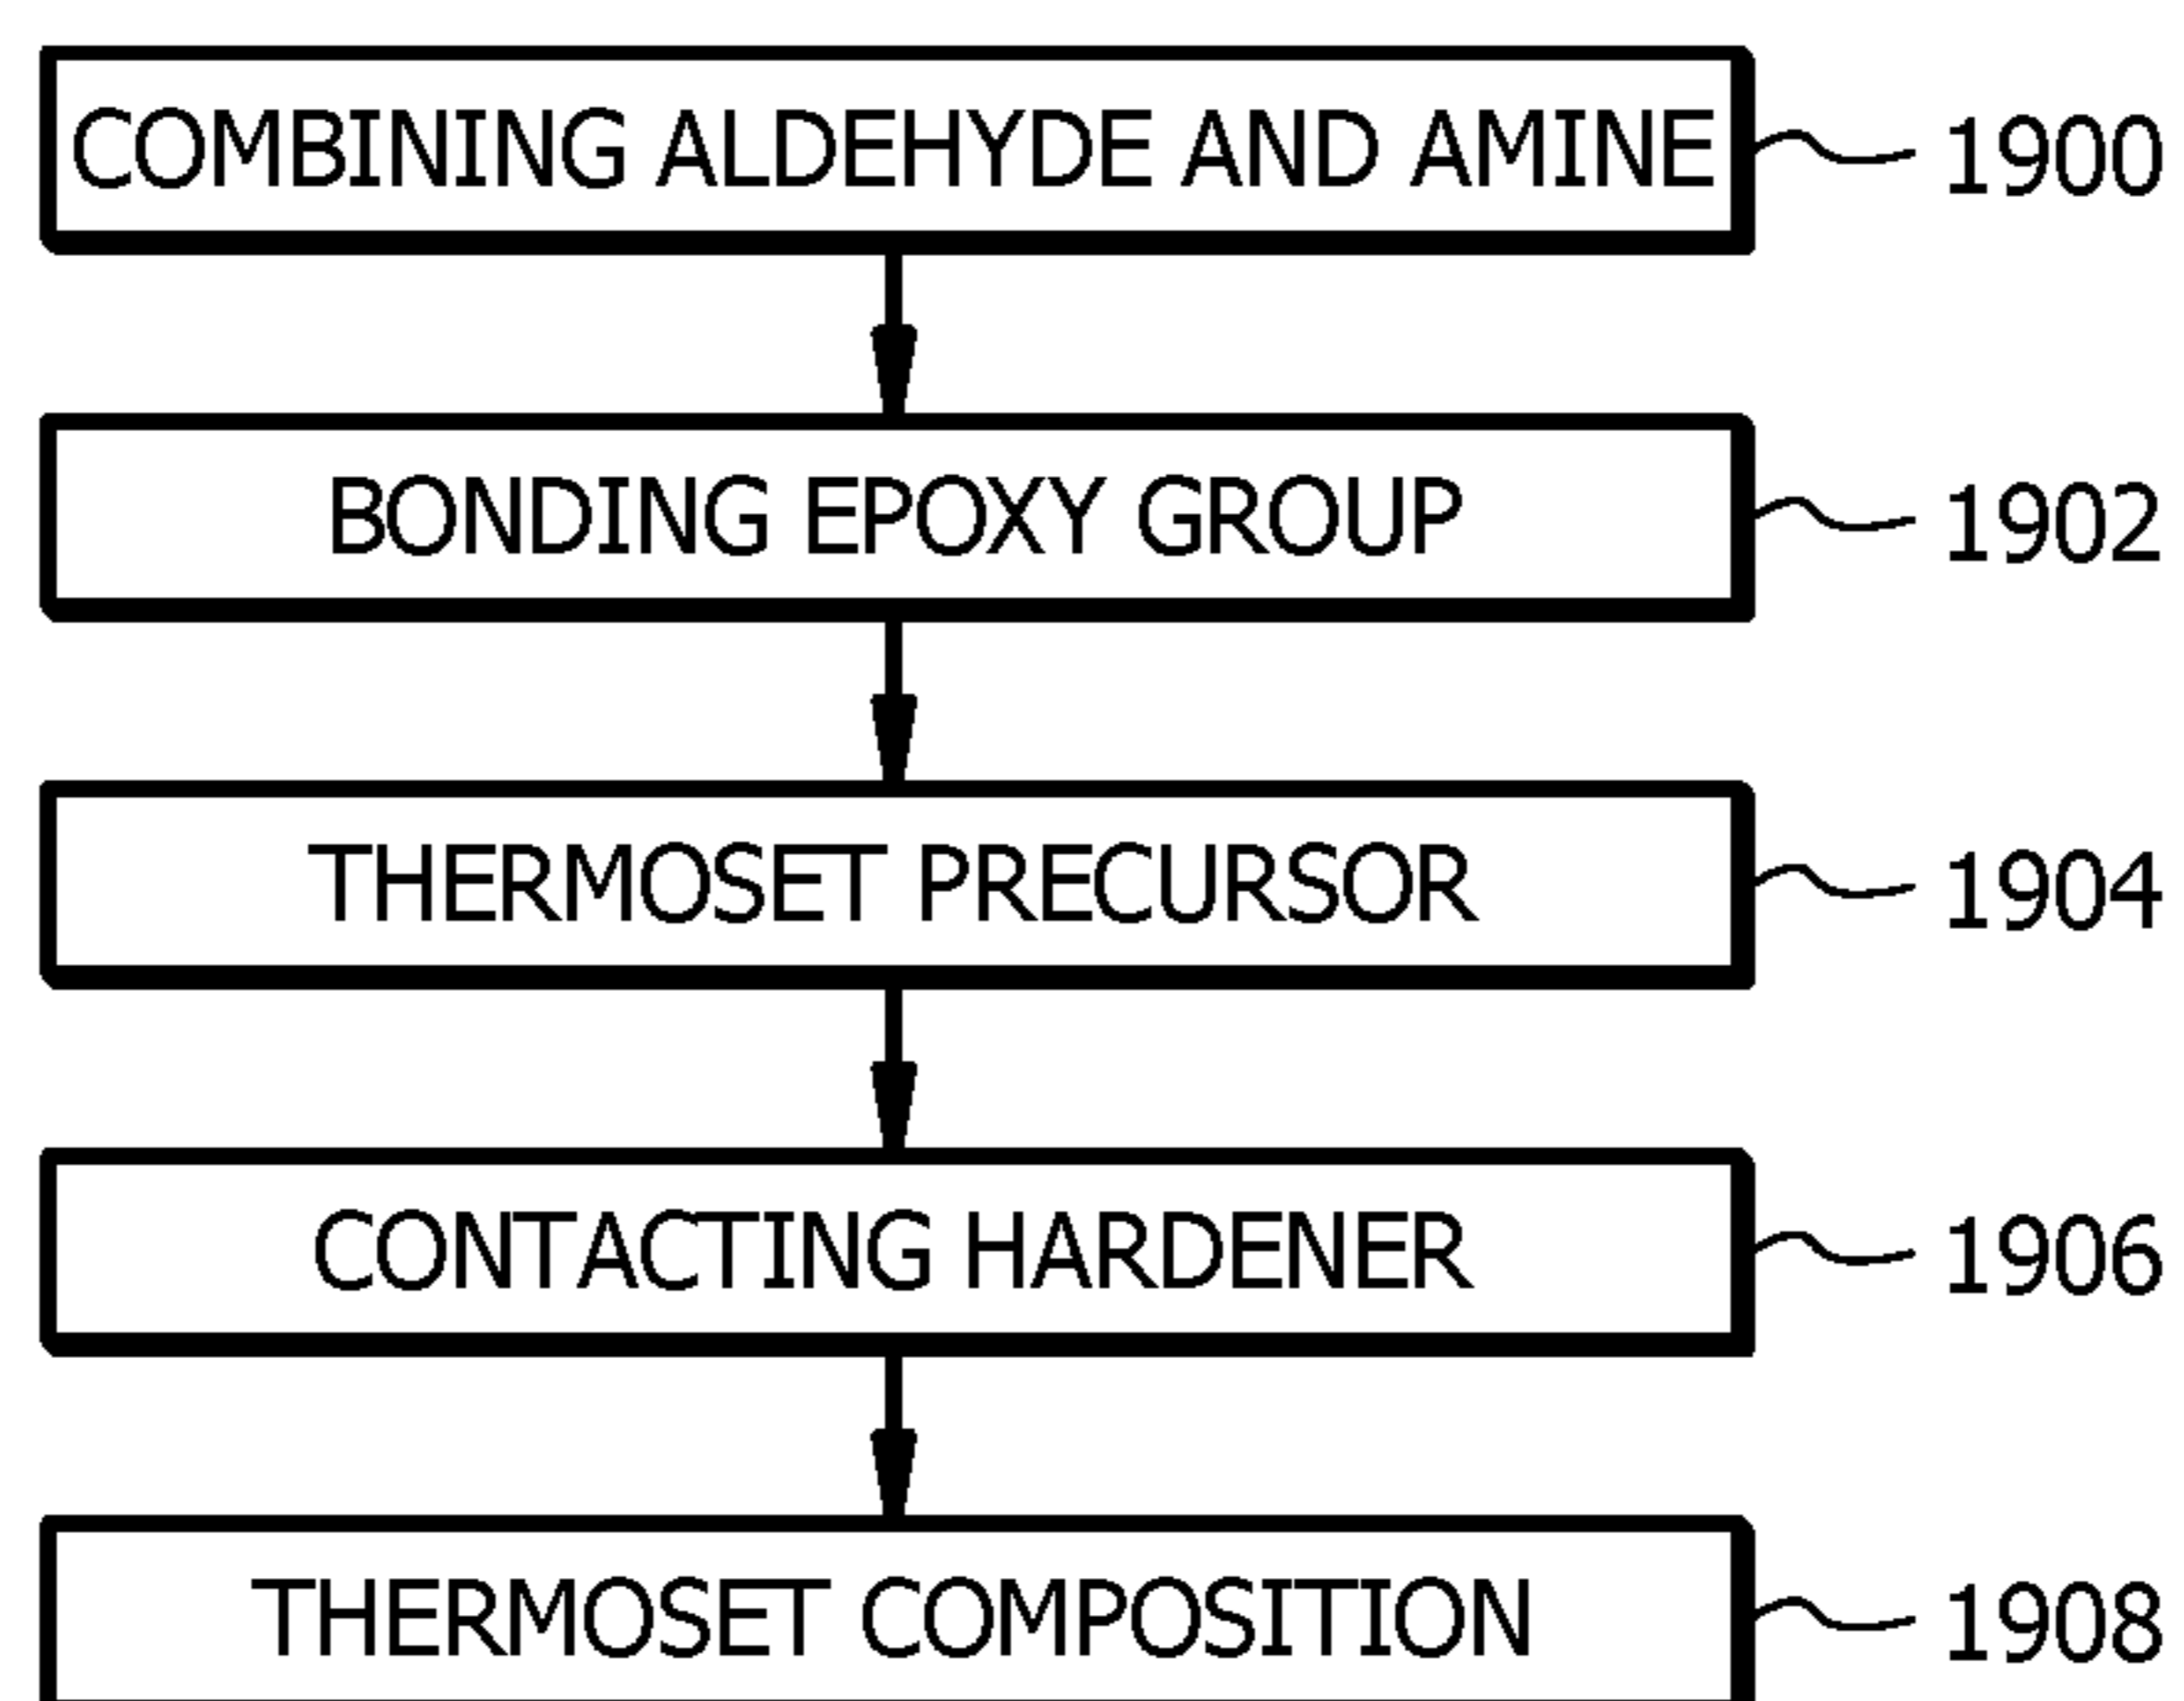 COMBINING ALDEHYDE AND AMINE 1900
BONDING EPOXY GROUP 1902
THERMOSET PRECURSOR 1904
CONTACTING HARDENER 1906
THERMOSET COMPOSITION 1908